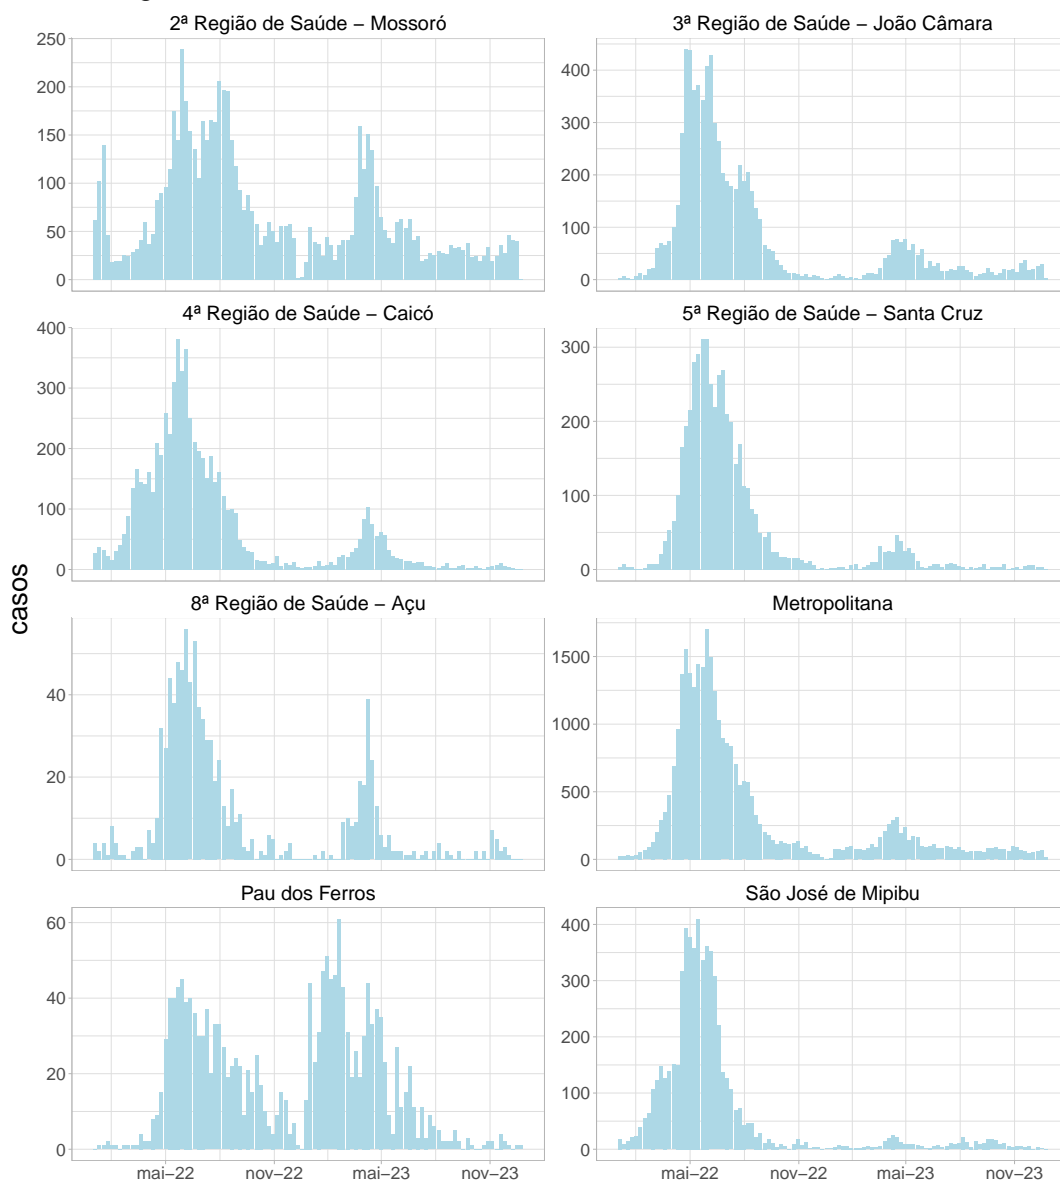 2ª Região de Saúde − Mossoró
3ª Região de Saúde − João Câmara
250
200
150
100
50
0
400
300
200
100
0
4ª Região de Saúde − Caicó
5ª Região de Saúde − Santa Cruz
400
300
200
100
0
300
200
100
0
casos
8ª Região de Saúde − Açu
Metropolitana
40
20
0
1500
1000
500
0
Pau dos Ferros
São José de Mipibu
60
40
20
0
400
300
200
100
0
mai−22
nov−22
mai−23
nov−23
mai−22
nov−22
mai−23
nov−23